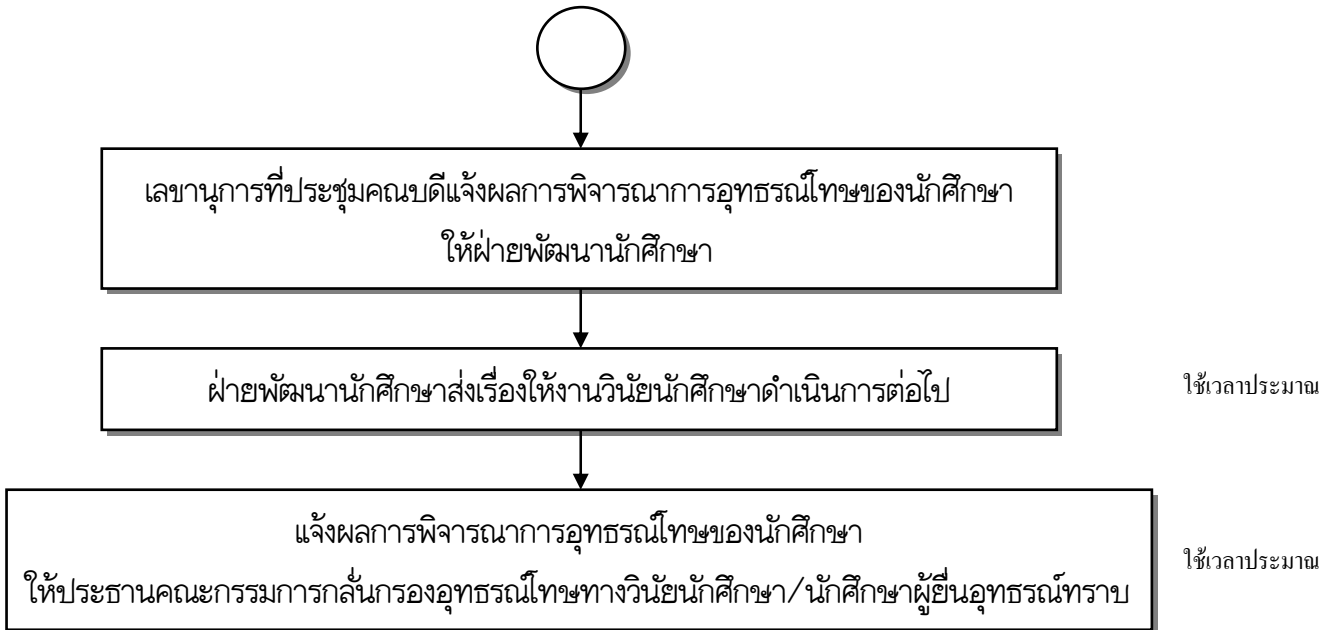 เลขานุการที่ประชุมคณบดีแจ้งผลการพิจารณาการอุทธรณ์โทษของนักศึกษา
ให้ฝ่ายพัฒนานักศึกษา
ฝ่ายพัฒนานักศึกษาส่งเรื่องให้งานวินัยนักศึกษาดำเนินการต่อไป
ใช้เวลาประมาณ
แจ้งผลการพิจารณาการอุทธรณ์โทษของนักศึกษา
ให้ประธานคณะกรรมการกลั่นกรองอุทธรณ์โทษทางวินัยนักศึกษา/นักศึกษาผู้ยื่นอุทธรณ์ทราบ
ใช้เวลาประมาณ